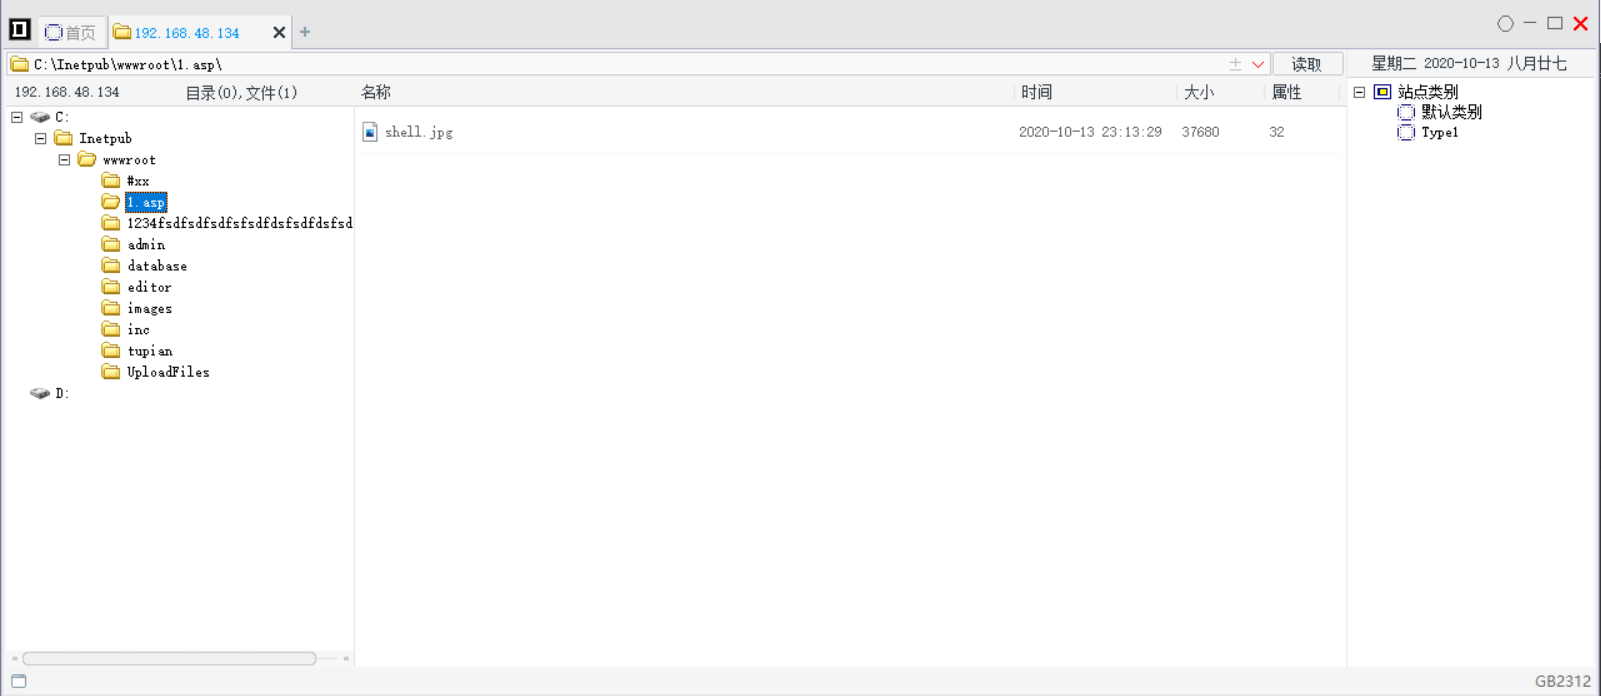 首页 192.168.48.134
C:\Inetpub\wwwroot\1.asp\ 读取 星期二 2020-10-13 八月廿七
192.168.48.134 目录(0),文件(1) 名称 时间 大小 属性
站点类别
默认类别
Type1
C:
Inetpub
wwwroot
#xx
1.asp
1234fsdfsdfsdfsfsdfdsfsdfdsfsd
admin
database
editor
images
inc
tupian
UploadFiles
D:
shell.jpg 2020-10-13 23:13:29 37680 32
GB2312